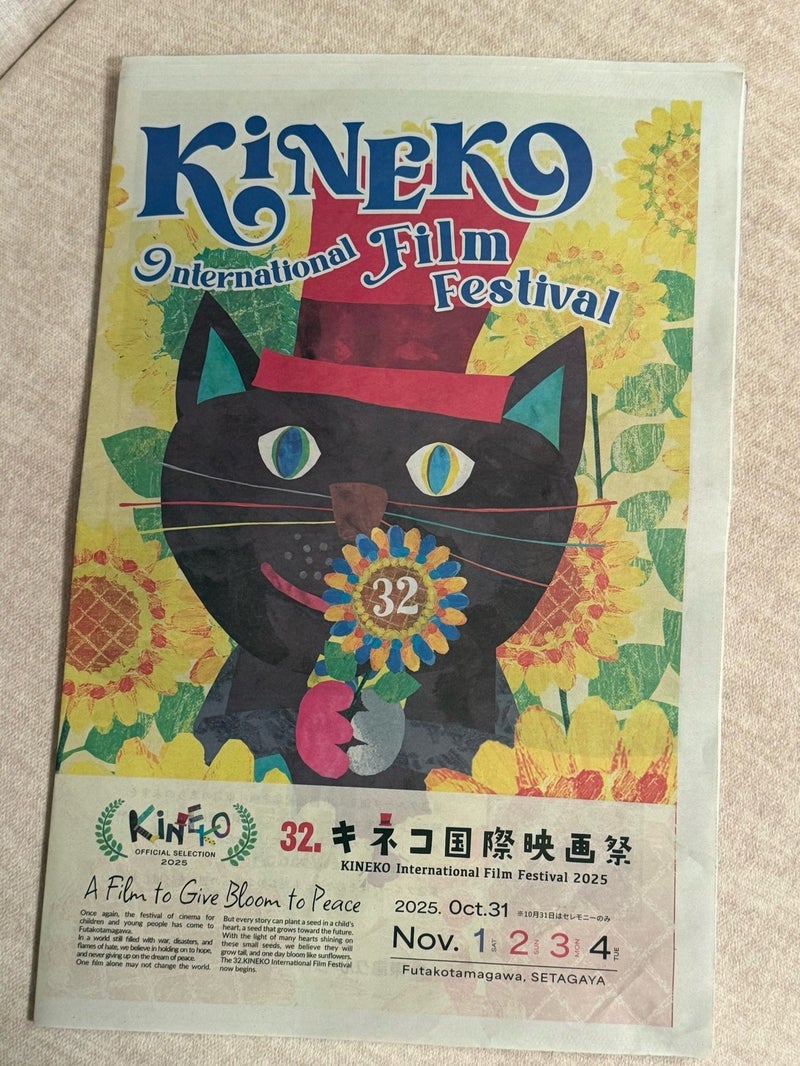 KiNEKO
International Film
Festival
32
KiNEKO
OFFICIAL SELECTION
2025
32. キネコ国際映画祭
KINEKO International Film Festival 2025
A Film to Give Bloom to Peace
Once again, the festival of cinema for
children and young people has come to
Futakotamagawa.
In a world still filled with war, disasters, and
flames of hate, we believe in holding on to hope,
and never giving up on the dream of peace.
One film alone may not change the world.
But every story can plant a seed in a child's
heart, a seed that grows toward the future.
With the light of many hearts shining on
these small seeds, we believe they will
grow tall, and one day bloom like sunflowers.
The 32.KINEKO International Film Festival
now begins.
2025. Oct.31 ※10月31日はセレモニーのみ
Nov. 1 SAT 2 SUN 3 MON 4 TUE
Futakotamagawa, SETAGAYA